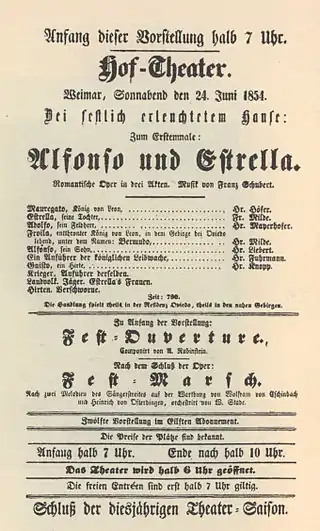 Anfang dieser Vorstellung halb 7 Uhr.
Hof-Theater.
Weimar, Sonnabend den 24. Juni 1854.
Bei festlich erleuchtetem Hause:
Zum Erstenmale:
Alfonso und Estrella.
Romantische Oper in drei Akten. Musik von Franz Schubert.
Mauregato, König von Leon, Hr. Höfer.
Estrella, seine Tochter, Fr. Milde.
Adolfo, sein Feldherr, Hr. Mayerhofer.
Froila, entthronter König von Leon, in dem Gebirg bei Oviedo
lebend, unter dem Namen: Bermudo, Hr. Milde.
Alfonso, sein Sohn, Hr. Liebert.
Ein Anführer der königlichen Leibwache, Hr. Fuhrmann.
Guisto, ein Hirte, Hr. Knopp.
Krieger. Anführer derselben.
Landvolk. Jäger. Estrella's Frauen.
Hirten. Verschworne.
Zeit: 790.
Die Handlung spielt theils in der Residenz Oviedo, theils in den nahen Gebirgen.
Zu Anfang der Vorstellung:
Fest-Ouverture,
Componirt von A. Rubinstein.
Nach dem Schluß der Oper:
Fest-Marsch.
Nach zwei Melodien des Sängerstreites auf der Wartburg von Wolfram von Eschinbach
und Heinrich von Ofterdingen, orchestrirt von W. Stade.
Zwölfte Vorstellung im Eilften Abonnement.
Die Preise der Plätze sind bekannt.
Anfang halb 7 Uhr. Ende nach halb 10 Uhr.
Das Theater wird halb 6 Uhr geöffnet.
Die freien Entréen sind erst halb 7 Uhr giltig.
Schluß der diesjährigen Theater-Saison.